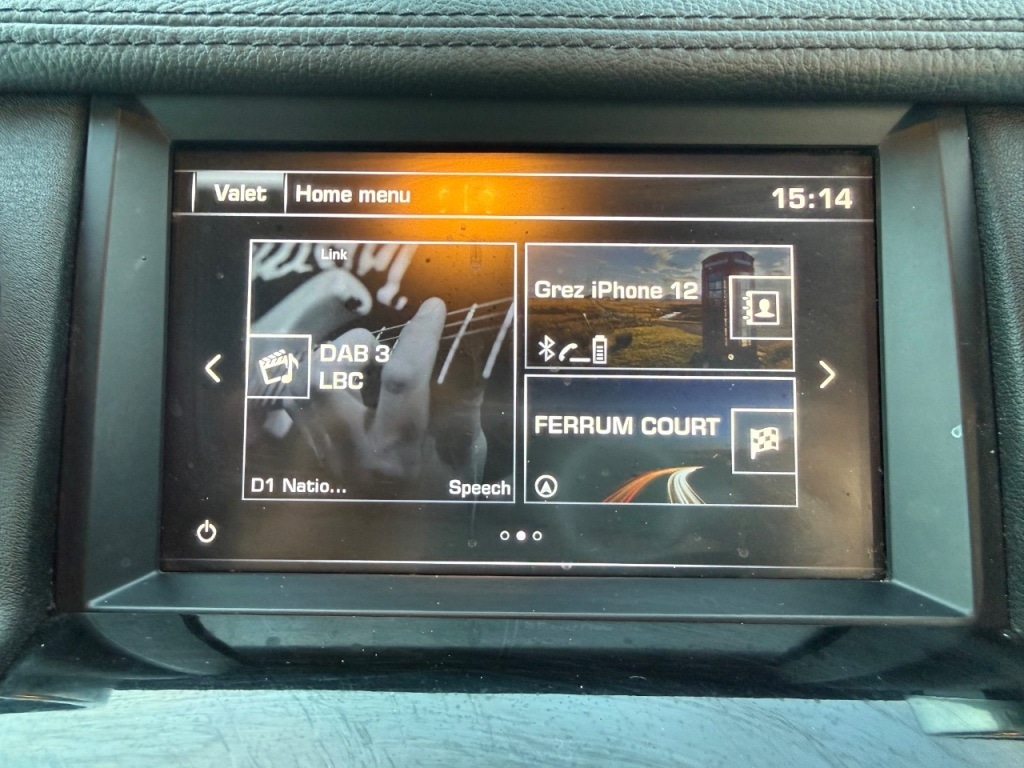 Valet
Home menu
15:14
Link
DAB 3
LBC
D1 Natio...
Speech
Grez iPhone 12
FERRUM COURT